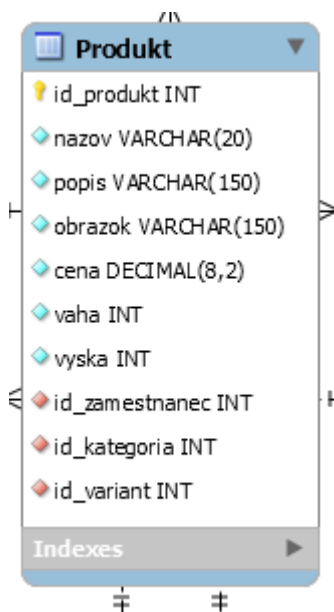 Produkt
id_produkt INT
nazov VARCHAR(20)
popis VARCHAR(150)
obrazok VARCHAR(150)
cena DECIMAL(8,2)
vaha INT
vyska INT
id_zamestnanec INT
id_kategoria INT
id_variant INT
Indexes